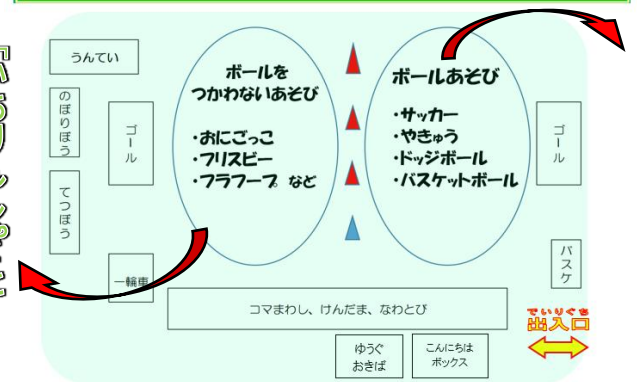 うんてい
のぼりぼう
てつぼう
ゴール
一輪車
ボールを
つかわないあそび
・おにごっこ
・フリスビー
・フラフープ など
ボールあそび
・サッカー
・やきゅう
・ドッジボール
・バスケットボール
ゴール
バスケ
コマまわし、けんだま、なわとび
ゆうぐ
おきば
こんにちは
ボックス
でいりぐち
出入口